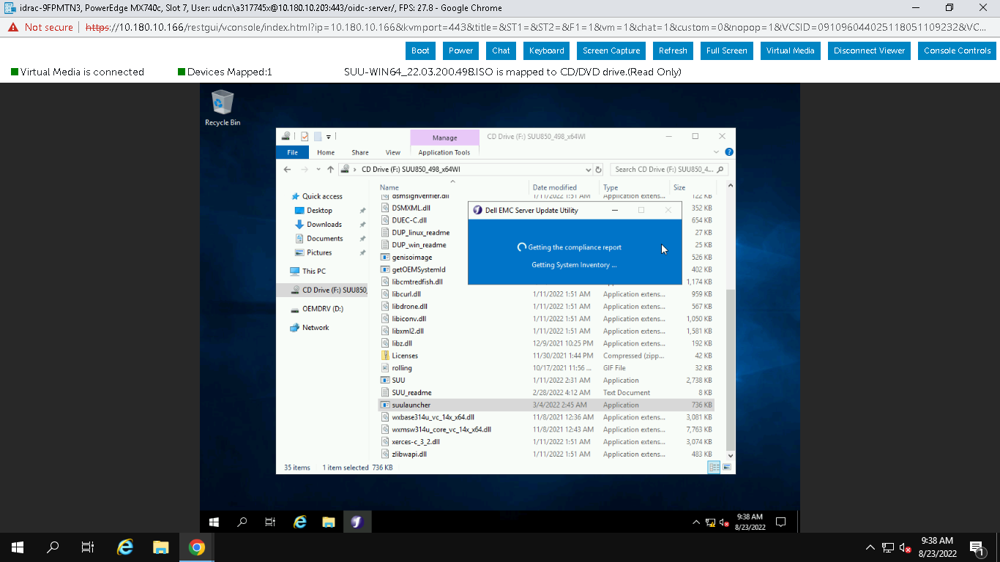 idrac-9FPMTN3, PowerEdge MX740c, Slot 7, User: udcn\a317745x@10.180.10.203:443/oidc-server/, FPS: 27.8 - Google Chrome
Not secure
https://10.180.10.166/restgui/vconsole/index.html?ip=10.180.10.166&kvmport=443&title=&ST1=&ST2=&F1=1&vm=1&chat=1&custom=0&nopop=1&VCSID=091096044025118051109232&VC...
Boot Power Chat Keyboard Screen Capture Refresh Full Screen Virtual Media Disconnect Viewer Console Controls
Virtual Media is connected Devices Mapped:1 SUU-WIN64_22.03.200.498.ISO is mapped to CD/DVD drive.(Read Only)
Recycle Bin
Manage CD Drive (F:) SUU850_498_x64WI
File Home Share View Application Tools
CD Drive (F:) SUU850_498_x64WI Search CD Drive (F:) SUU850_4...
Name Date modified Type Size
Quick access
Desktop
Downloads
Documents
Pictures
This PC
CD Drive (F:) SUU850_
OEMDRV (D:)
Network
dsmsignverifier.dll 1/11/2022 1:51 AM Application extens... 122 KB
DSMXML.dll 352 KB
DUEC-C.dll 654 KB
DUP_linux_readme 27 KB
DUP_win_readme 25 KB
genisoimage 526 KB
getOEMSystemId 402 KB
libcmtredfish.dll 1,174 KB
libcurl.dll 1/11/2022 1:51 AM Application extens... 959 KB
libdrone.dll 1/11/2022 1:51 AM Application extens... 567 KB
libiconv.dll 1/11/2022 1:51 AM Application extens... 1,050 KB
libxml2.dll 1/11/2022 1:51 AM Application extens... 1,581 KB
libz.dll 12/9/2021 10:25 PM Application extens... 192 KB
Licenses 11/30/2021 1:44 PM Compressed (zipp... 42 KB
rolling 10/17/2021 11:56 ... GIF File 32 KB
SUU 1/11/2022 2:31 AM Application 2,738 KB
SUU_readme 2/28/2022 4:12 AM Text Document 8 KB
suulauncher 3/4/2022 2:45 AM Application 736 KB
wxbase314u_vc_14x_x64.dll 11/8/2021 12:36 AM Application extens... 3,081 KB
wxmsw314u_core_vc_14x_x64.dll 11/8/2021 12:43 AM Application extens... 7,763 KB
xerces-c_3_2.dll 1/11/2022 1:51 AM Application extens... 3,074 KB
zlibwapi.dll 1/11/2022 1:51 AM Application extens... 483 KB
Dell EMC Server Update Utility
Getting the compliance report
Getting System Inventory ...
35 items 1 item selected 736 KB
9:38 AM
8/23/2022
9:38 AM
8/23/2022
1